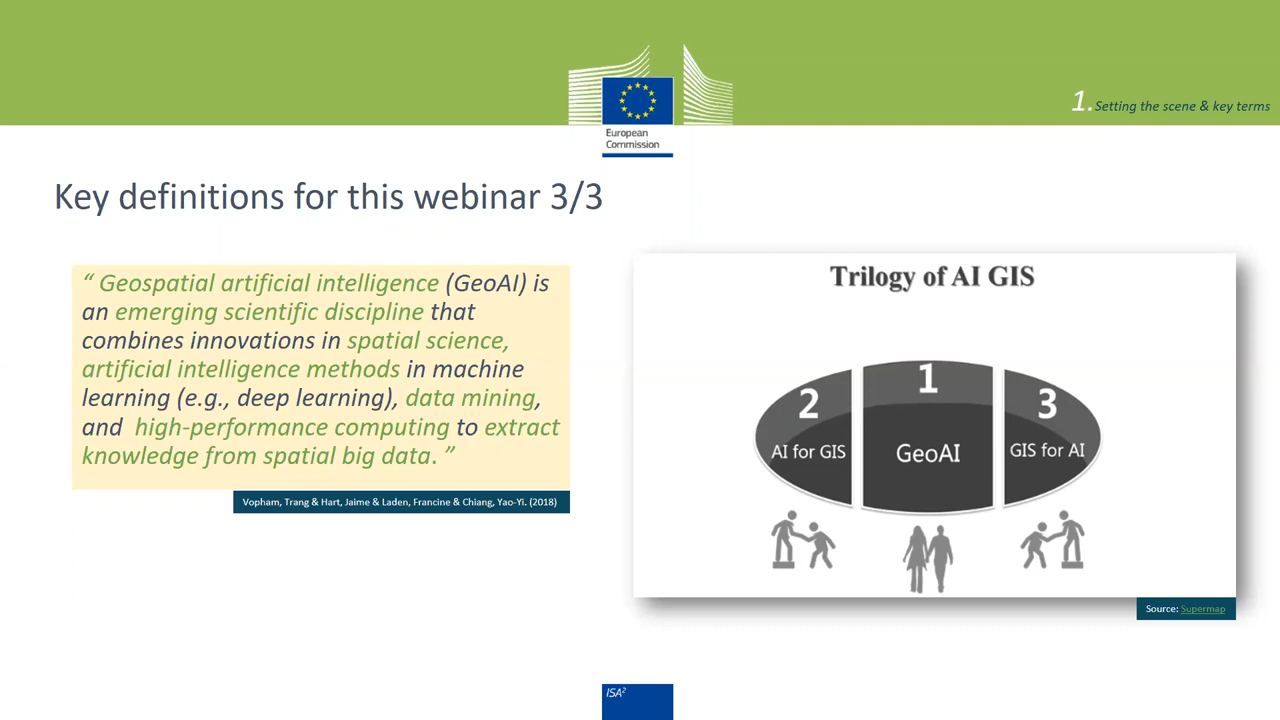 European
Commission
1. Setting the scene & key terms
Key definitions for this webinar 3/3
“ Geospatial artificial intelligence (GeoAI) is
an emerging scientific discipline that
combines innovations in spatial science,
artificial intelligence methods in machine
learning (e.g., deep learning), data mining,
and high-performance computing to extract
knowledge from spatial big data. ”
Vopham, Trang & Hart, Jaime & Laden, Francine & Chiang, Yao-Yi. (2018)
Trilogy of AI GIS
2
AI for GIS
1
GeoAI
3
GIS for AI
Source: Supermap
ISA²